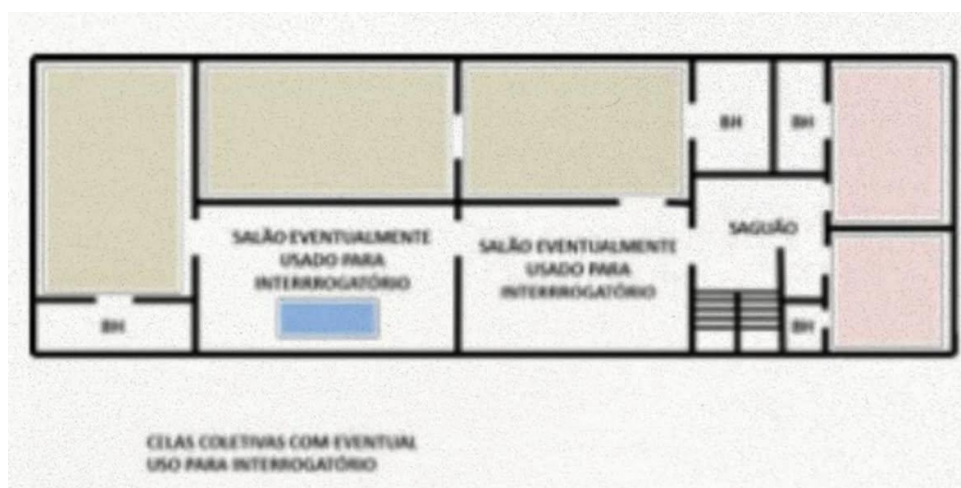 BH
BH
SAGUÃO
SALÃO EVENTUALMENTE
USADO PARA
INTERRROGATÓRIO
SALÃO EVENTUALMENTE
USADO PARA
INTERRROGATÓRIO
BH
BH
CELAS COLETIVAS COM EVENTUAL
USO PARA INTERROGATÓRIO